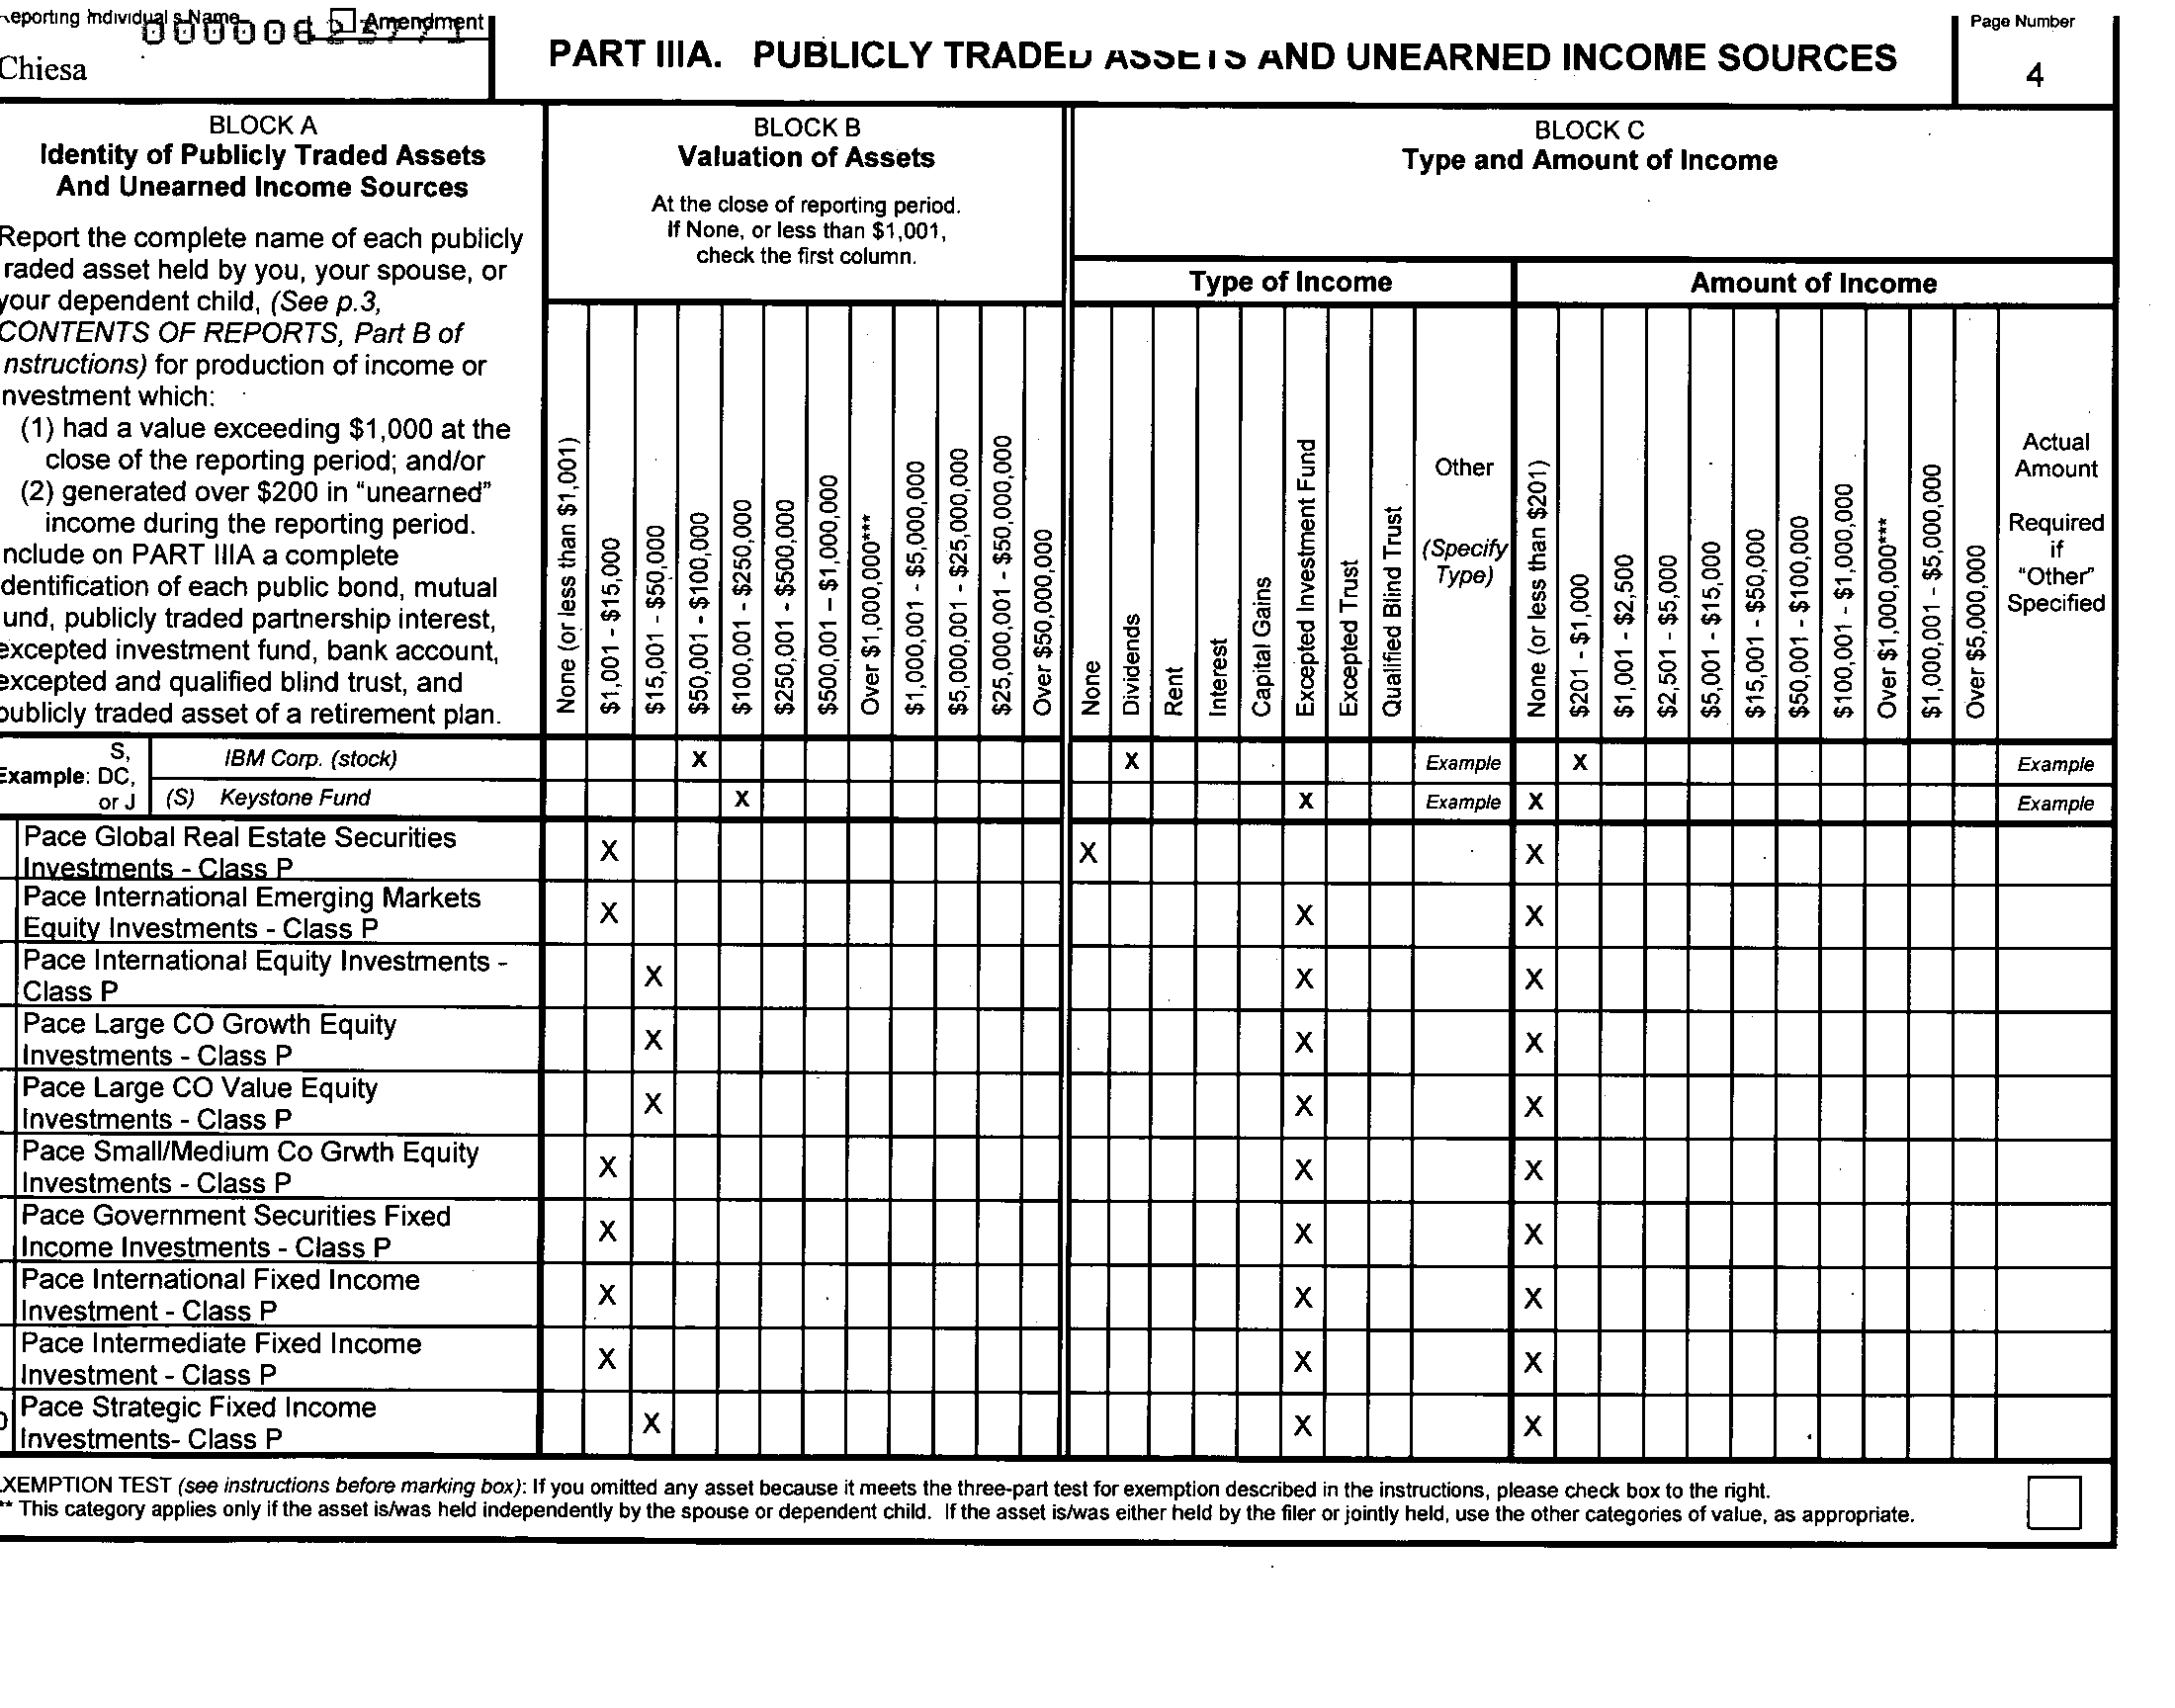 eporting Individual's Name
Amendment
Chiesa
PART IIIA. PUBLICLY TRADED ASSETS AND UNEARNED INCOME SOURCES
Page Number
4
BLOCK A
Identity of Publicly Traded Assets
And Unearned Income Sources
Report the complete name of each publicly
raded asset held by you, your spouse, or
your dependent child, (See p.3,
CONTENTS OF REPORTS, Part B of
nstructions) for production of income or
nvestment which:
(1) had a value exceeding $1,000 at the
close of the reporting period; and/or
(2) generated over $200 in "unearned"
income during the reporting period.
nclude on PART IIIA a complete
dentification of each public bond, mutual
und, publicly traded partnership interest,
excepted investment fund, bank account,
excepted and qualified blind trust, and
publicly traded asset of a retirement plan.
BLOCK B
Valuation of Assets
At the close of reporting period.
If None, or less than $1,001,
check the first column.
None (or less than $1,001)
$1,001 - $15,000
$15,001 - $50,000
$50,001 - $100,000
$100,001 - $250,000
$250,001 - $500,000
$500,001 – $1,000,000
Over $1,000,000***
$1,000,001 - $5,000,000
$5,000,001 - $25,000,000
$25,000,001 - $50,000,000
Over $50,000,000
BLOCK C
Type and Amount of Income
Type of Income
None
Dividends
Rent
Interest
Capital Gains
Excepted Investment Fund
Excepted Trust
Qualified Blind Trust
Other
(Specify
Type)
Amount of Income
None (or less than $201)
$201 - $1,000
$1,001 - $2,500
$2,501 - $5,000
$5,001 - $15,000
$15,001 - $50,000
$50,001 - $100,000
$100,001 - $1,000,000
Over $1,000,000***
$1,000,001 - $5,000,000
Over $5,000,000
Actual
Amount
Required
if
"Other"
Specified
Example:
S,
DC,
or J
IBM Corp. (stock) X X Example X Example
(S) Keystone Fund X X Example X Example
Pace Global Real Estate Securities
Investments - Class P X X X
Pace International Emerging Markets
Equity Investments - Class P X X X
Pace International Equity Investments -
Class P X X X
Pace Large CO Growth Equity
Investments - Class P X X X
Pace Large CO Value Equity
Investments - Class P X X X
Pace Small/Medium Co Grwth Equity
Investments - Class P X X X
Pace Government Securities Fixed
Income Investments - Class P X X X
Pace International Fixed Income
Investment - Class P X X X
Pace Intermediate Fixed Income
Investment - Class P X X X
Pace Strategic Fixed Income
Investments- Class P X X X
XEMPTION TEST (see instructions before marking box): If you omitted any asset because it meets the three-part test for exemption described in the instructions, please check box to the right.
** This category applies only if the asset is/was held independently by the spouse or dependent child. If the asset is/was either held by the filer or jointly held, use the other categories of value, as appropriate.